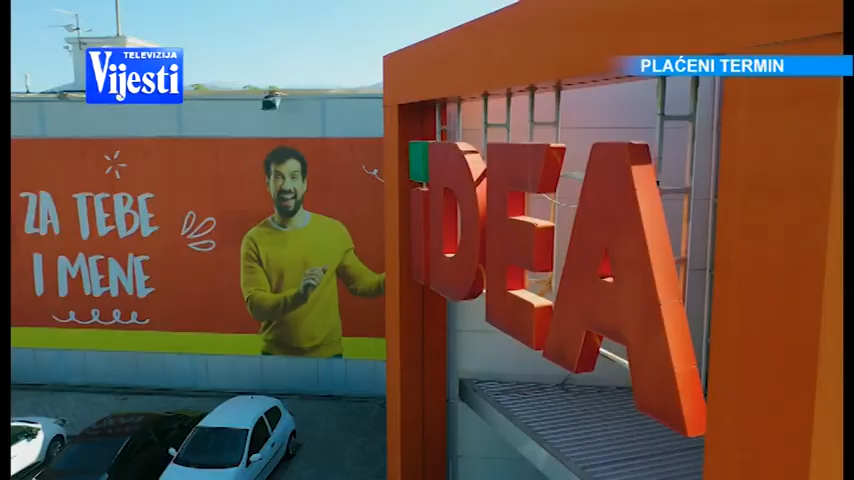 TELEVIZIJA
Vijesti
PLAĆENI TERMIN
ZA TEBE
I MENE
iDEA